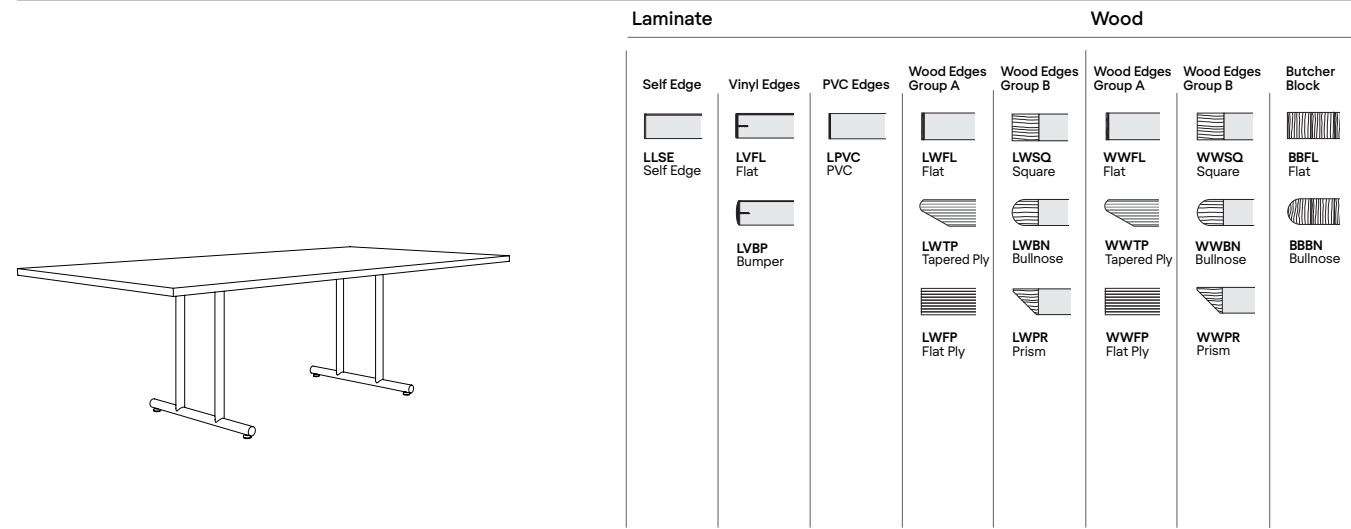 Laminate
Wood
Self Edge
Vinyl Edges
PVC Edges
Wood Edges
Group A
Wood Edges
Group B
Wood Edges
Group A
Wood Edges
Group B
Butcher
Block
LLSE
Self Edge
LVFL
Flat
LPVC
PVC
LWFL
Flat
LWSQ
Square
WWFL
Flat
WWSQ
Square
BBFL
Flat
LVBP
Bumper
LWTP
Tapered Ply
LWBN
Bullnose
WWTP
Tapered Ply
WWBN
Bullnose
BBBN
Bullnose
LWFP
Flat Ply
LWPR
Prism
WWFP
Flat Ply
WWPR
Prism